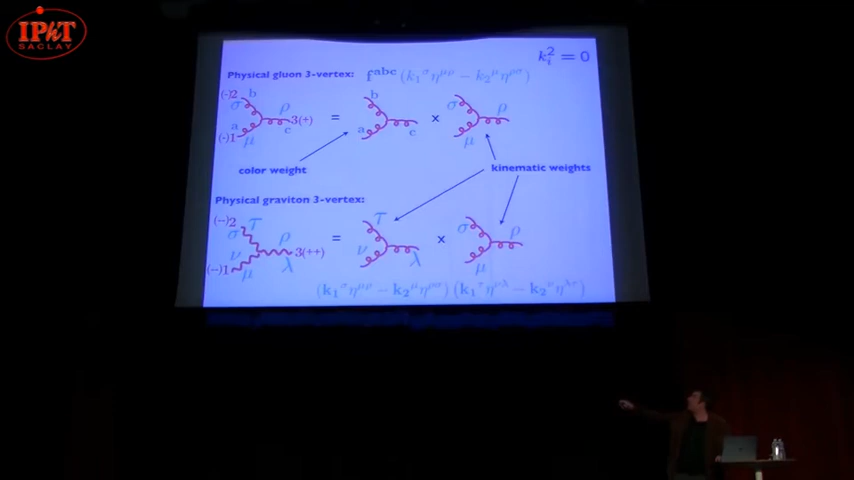 IPhT
SACLAY
k_i^2 = 0
Physical gluon 3-vertex: f^{abc} (k_1^σ η^{μρ} − k_2^μ η^{ρσ})
(-)2 b
σ ρ
a 3(+)
c
(-)1 μ
=
b
a c
×
σ ρ
μ
color weight
kinematic weights
Physical graviton 3-vertex:
(--)2 τ
σ ρ
ν 3(++)
(--)1 μ λ
=
τ
ν λ
×
σ ρ
μ
(k_1^σ η^{μρ} − k_2^μ η^{ρσ}) (k_1^τ η^{νλ} − k_2^ν η^{λτ})